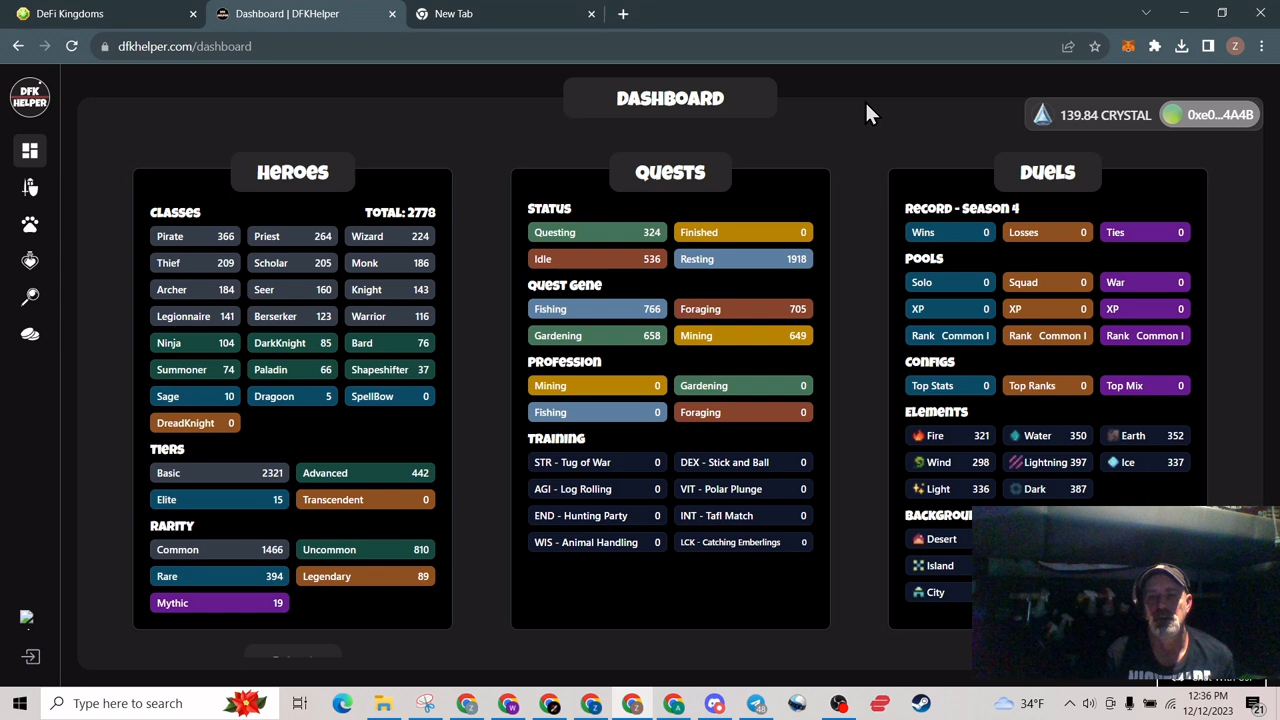 DeFi Kingdoms
Dashboard | DFKHelper
New Tab
dfkhelper.com/dashboard
Z
DFK HELPER
DASHBOARD
139.84 CRYSTAL 0xe0...4A4B
HEROES
CLASSES TOTAL: 2778
Pirate 366 Priest 264 Wizard 224
Thief 209 Scholar 205 Monk 186
Archer 184 Seer 160 Knight 143
Legionnaire 141 Berserker 123 Warrior 116
Ninja 104 DarkKnight 85 Bard 76
Summoner 74 Paladin 66 Shapeshifter 37
Sage 10 Dragoon 5 SpellBow 0
DreadKnight 0
TIERS
Basic 2321 Advanced 442
Elite 15 Transcendent 0
RARITY
Common 1466 Uncommon 810
Rare 394 Legendary 89
Mythic 19
QUESTS
STATUS
Questing 324 Finished 0
Idle 536 Resting 1918
QUEST GENE
Fishing 766 Foraging 705
Gardening 658 Mining 649
PROFESSION
Mining 0 Gardening 0
Fishing 0 Foraging 0
TRAINING
STR - Tug of War 0 DEX - Stick and Ball 0
AGI - Log Rolling 0 VIT - Polar Plunge 0
END - Hunting Party 0 INT - Tafl Match 0
WIS - Animal Handling 0 LCK - Catching Emberlings 0
DUELS
RECORD - SEASON 4
Wins 0 Losses 0 Ties 0
POOLS
Solo 0 Squad 0 War 0
XP 0 XP 0 XP 0
Rank Common I Rank Common I Rank Common I
CONFIGS
Top Stats 0 Top Ranks 0 Top Mix 0
ELEMENTS
Fire 321 Water 350 Earth 352
Wind 298 Lightning 397 Ice 337
Light 336 Dark 387
BACKGROU
Desert
Island
City
Type here to search
48
34°F
12:36 PM
12/12/2023
21